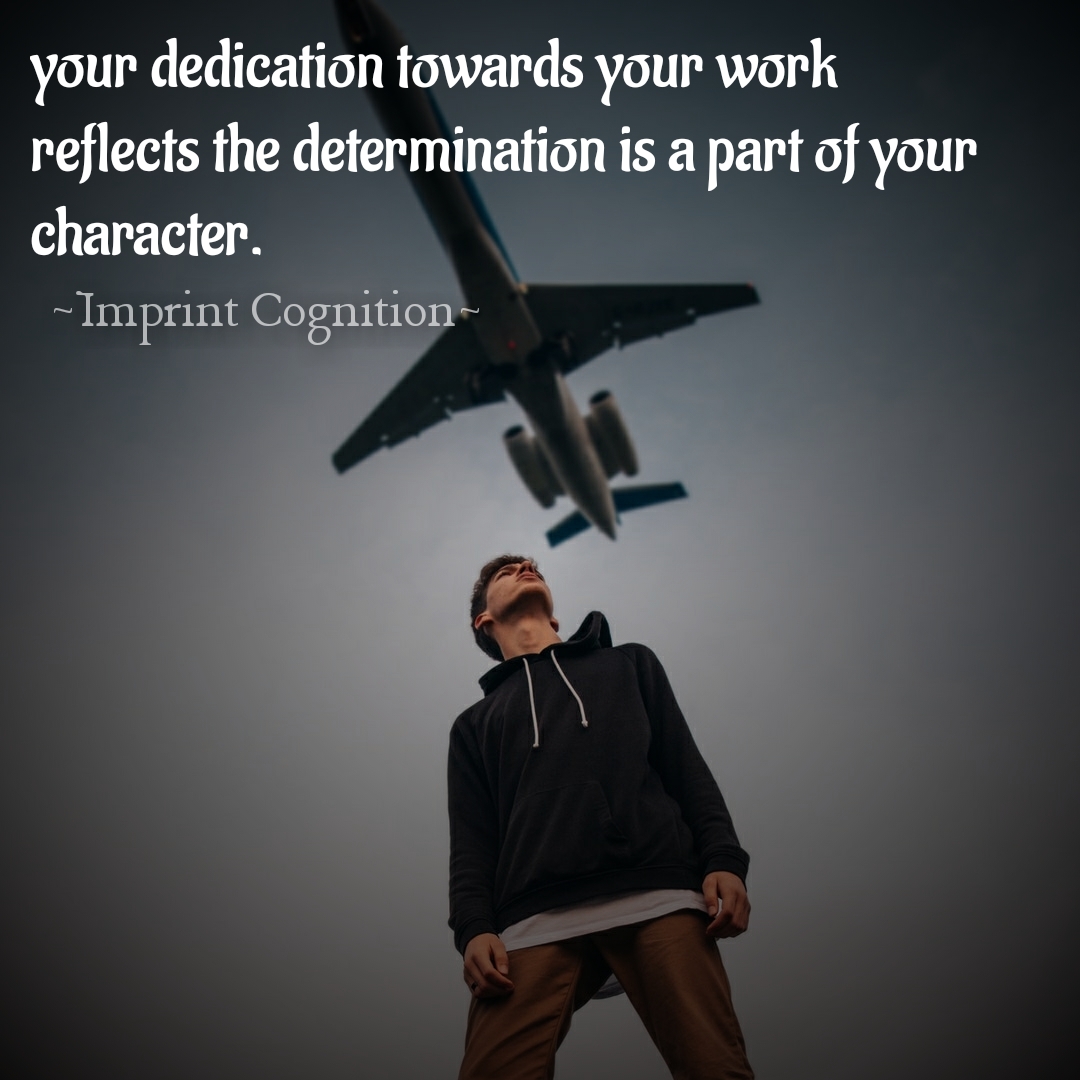 your dedication towards your work
reflects the determination is a part of your
character.
~Imprint Cognition~